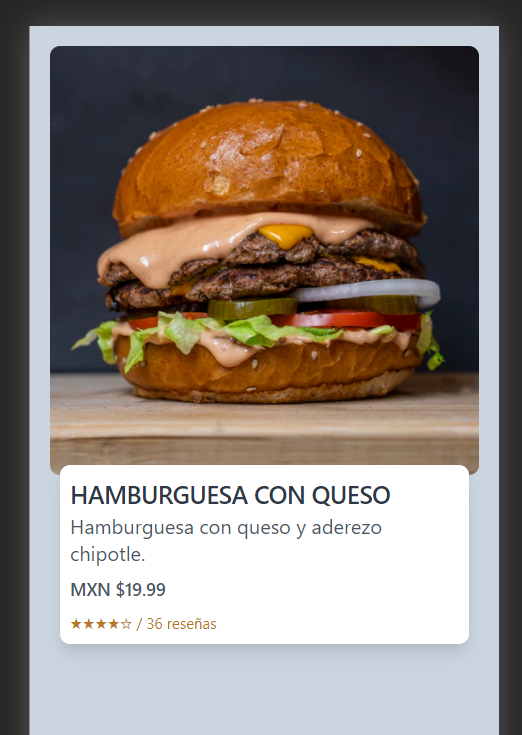 HAMBURGUESA CON QUESO
Hamburguesa con queso y aderezo
chipotle.
MXN $19.99
★★★★☆ / 36 reseñas